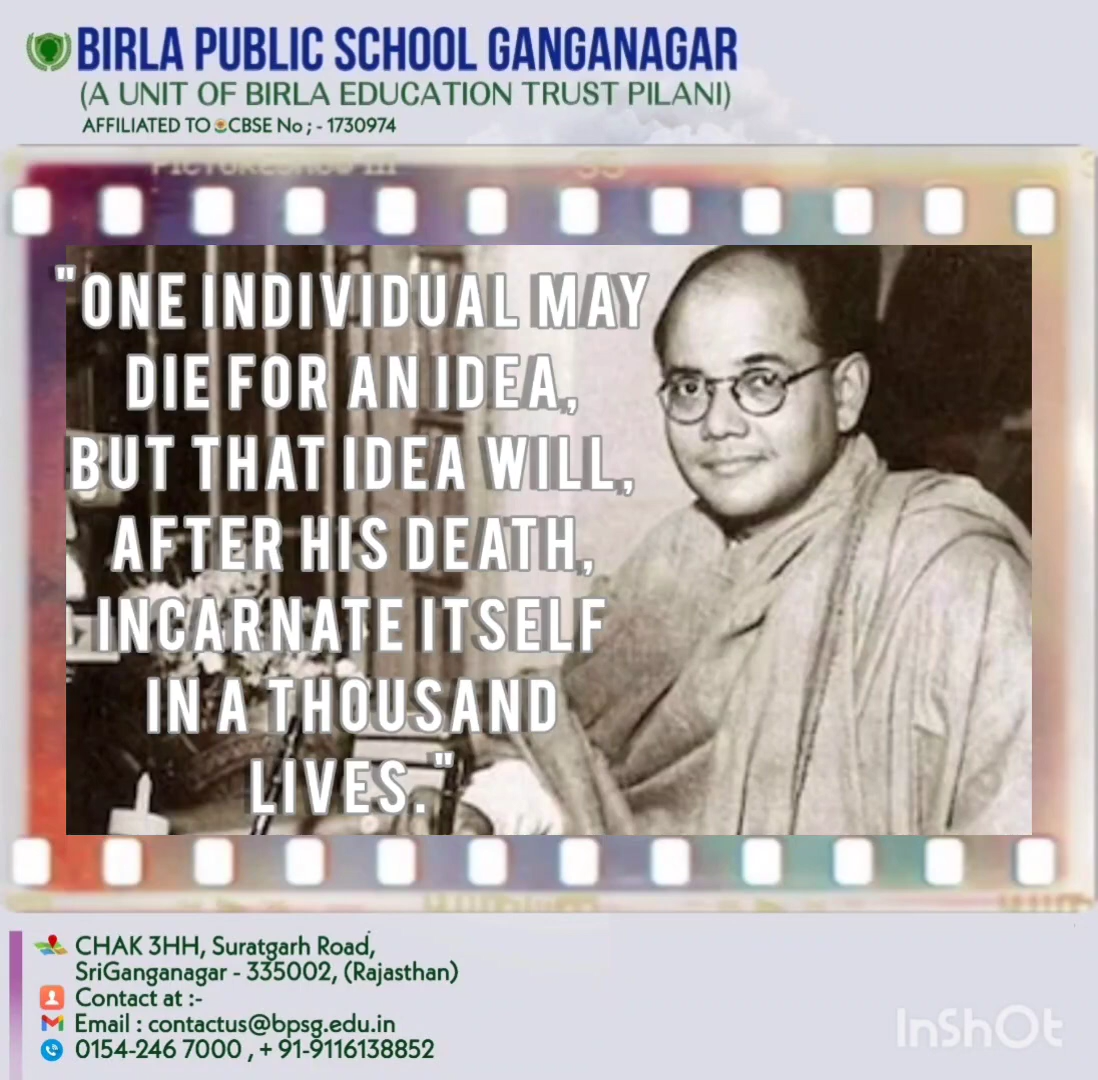 BIRLA PUBLIC SCHOOL GANGANAGAR
(A UNIT OF BIRLA EDUCATION TRUST PILANI)
AFFILIATED TO CBSE No ; - 1730974
"ONE INDIVIDUAL MAY
DIE FOR AN IDEA,
BUT THAT IDEA WILL,
AFTER HIS DEATH,
INCARNATE ITSELF
IN A THOUSAND
LIVES."
CHAK 3HH, Suratgarh Road,
SriGanganagar - 335002, (Rajasthan)
Contact at :-
Email : contactus@bpsg.edu.in
0154-246 7000 , + 91-9116138852
InShOt